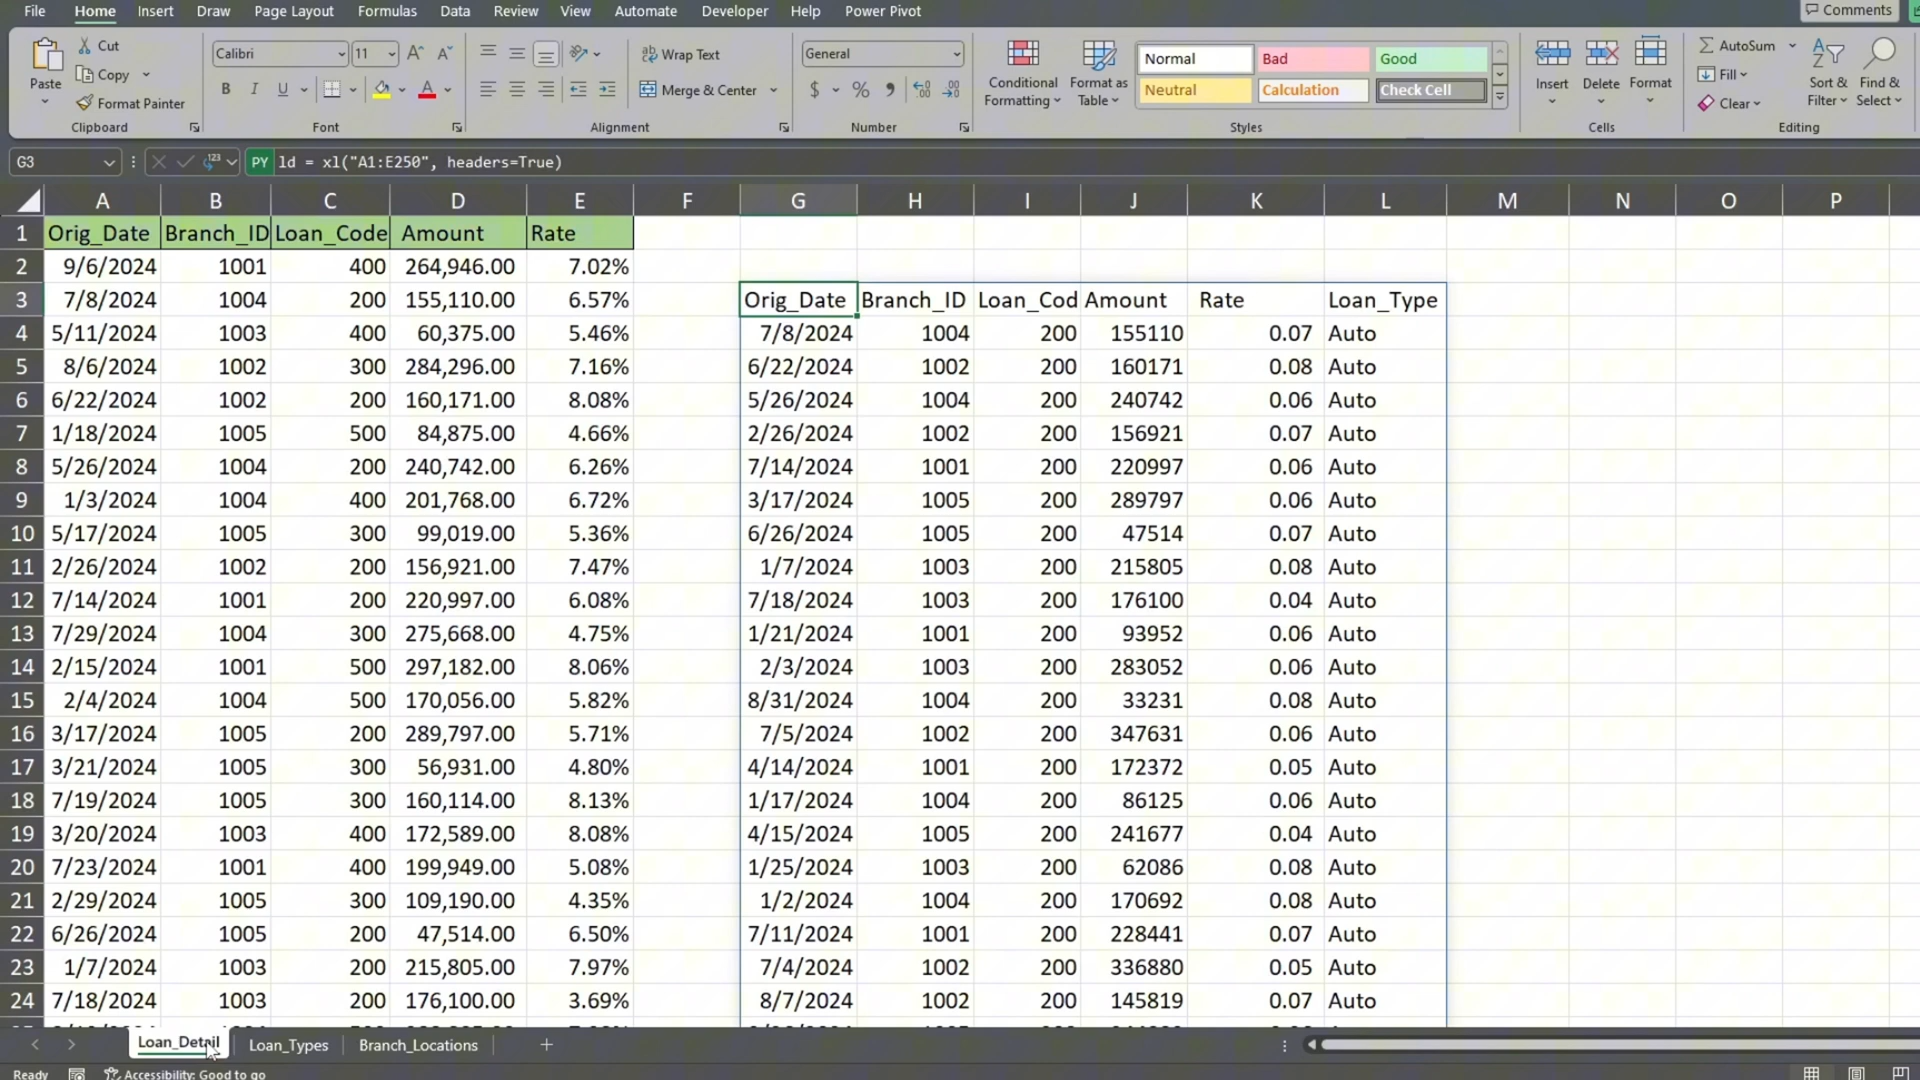 File Home Insert Draw Page Layout Formulas Data Review View Automate Developer Help Power Pivot Comments
Cut Calibri 11 Wrap Text General Normal Bad Good AutoSum
Paste Copy Conditional Formatting Format as Table Insert Delete Format Fill Sort & Filter Find & Select
Format Painter B I U A Merge & Center $ % Neutral Calculation Check Cell Clear
Clipboard Font Alignment Number Styles Cells Editing
G3 PY ld = xl("A1:E250", headers=True)
A B C D E F G H I J K L M N O P
1 Orig_Date Branch_ID Loan_Code Amount Rate
2 9/6/2024 1001 400 264,946.00 7.02%
3 7/8/2024 1004 200 155,110.00 6.57% Orig_Date Branch_ID Loan_Cod Amount Rate Loan_Type
4 5/11/2024 1003 400 60,375.00 5.46% 7/8/2024 1004 200 155110 0.07 Auto
5 8/6/2024 1002 300 284,296.00 7.16% 6/22/2024 1002 200 160171 0.08 Auto
6 6/22/2024 1002 200 160,171.00 8.08% 5/26/2024 1004 200 240742 0.06 Auto
7 1/18/2024 1005 500 84,875.00 4.66% 2/26/2024 1002 200 156921 0.07 Auto
8 5/26/2024 1004 200 240,742.00 6.26% 7/14/2024 1001 200 220997 0.06 Auto
9 1/3/2024 1004 400 201,768.00 6.72% 3/17/2024 1005 200 289797 0.06 Auto
10 5/17/2024 1005 300 99,019.00 5.36% 6/26/2024 1005 200 47514 0.07 Auto
11 2/26/2024 1002 200 156,921.00 7.47% 1/7/2024 1003 200 215805 0.08 Auto
12 7/14/2024 1001 200 220,997.00 6.08% 7/18/2024 1003 200 176100 0.04 Auto
13 7/29/2024 1004 300 275,668.00 4.75% 1/21/2024 1001 200 93952 0.06 Auto
14 2/15/2024 1001 500 297,182.00 8.06% 2/3/2024 1003 200 283052 0.06 Auto
15 2/4/2024 1004 500 170,056.00 5.82% 8/31/2024 1004 200 33231 0.08 Auto
16 3/17/2024 1005 200 289,797.00 5.71% 7/5/2024 1002 200 347631 0.06 Auto
17 3/21/2024 1005 300 56,931.00 4.80% 4/14/2024 1001 200 172372 0.05 Auto
18 7/19/2024 1005 300 160,114.00 8.13% 1/17/2024 1004 200 86125 0.06 Auto
19 3/20/2024 1003 400 172,589.00 8.08% 4/15/2024 1005 200 241677 0.04 Auto
20 7/23/2024 1001 400 199,949.00 5.08% 1/25/2024 1003 200 62086 0.08 Auto
21 2/29/2024 1005 300 109,190.00 4.35% 1/2/2024 1004 200 170692 0.08 Auto
22 6/26/2024 1005 200 47,514.00 6.50% 7/11/2024 1001 200 228441 0.07 Auto
23 1/7/2024 1003 200 215,805.00 7.97% 7/4/2024 1002 200 336880 0.05 Auto
24 7/18/2024 1003 200 176,100.00 3.69% 8/7/2024 1002 200 145819 0.07 Auto
Loan_Detail Loan_Types Branch_Locations
Ready Accessibility: Good to go